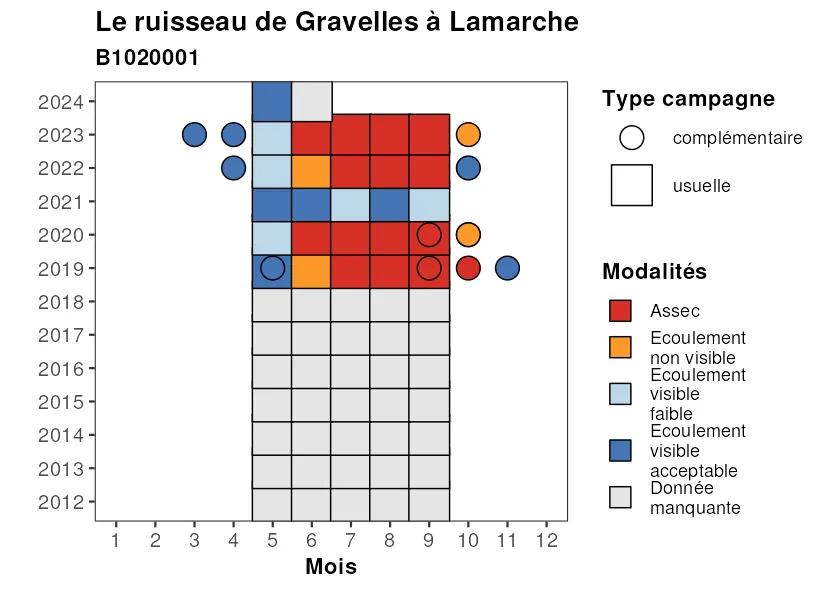 Le ruisseau de Gravelles à Lamarche
B1020001
2024
2023
2022
2021
2020
2019
2018
2017
2016
2015
2014
2013
2012
1 2 3 4 5 6 7 8 9 10 11 12
Mois
Type campagne
complémentaire
usuelle
Modalités
Assec
Ecoulement
non visible
Ecoulement
visible
faible
Ecoulement
visible
acceptable
Donnée
manquante